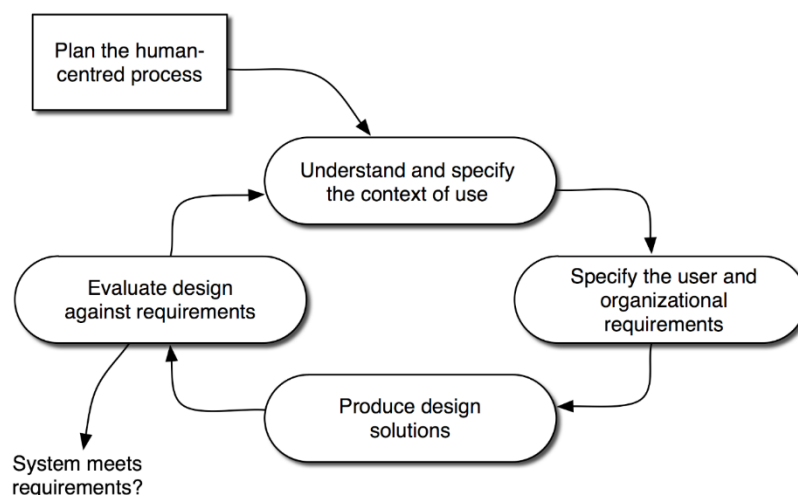 Plan the human-
centred process
Understand and specify
the context of use
Specify the user and
organizational
requirements
Produce design
solutions
Evaluate design
against requirements
System meets
requirements?